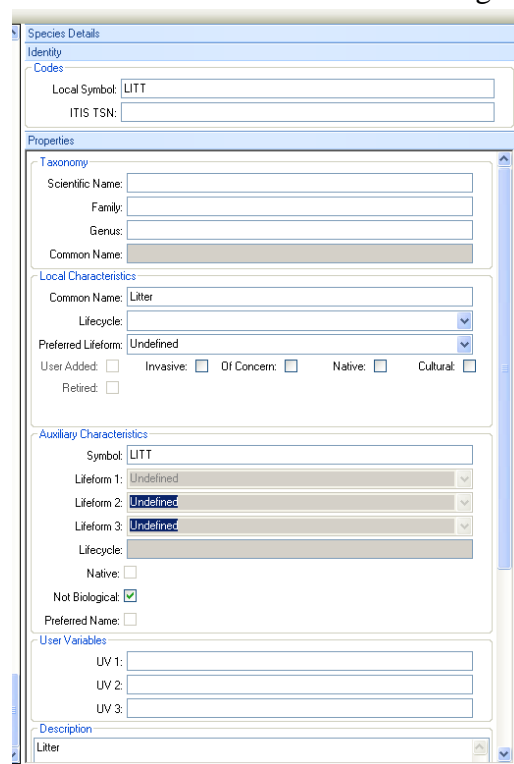 Species Details
Identity
Codes
Local Symbol: LITT
ITIS TSN:
Properties
Taxonomy
Scientific Name:
Family:
Genus:
Common Name:
Local Characteristics
Common Name: Litter
Lifecycle:
Preferred Lifeform: Undefined
User Added: Invasive: Of Concern: Native: Cultural:
Retired:
Auxiliary Characteristics
Symbol: LITT
Lifeform 1: Undefined
Lifeform 2: Undefined
Lifeform 3: Undefined
Lifecycle:
Native:
Not Biological:
Preferred Name:
User Variables
UV 1:
UV 2:
UV 3:
Description
Litter